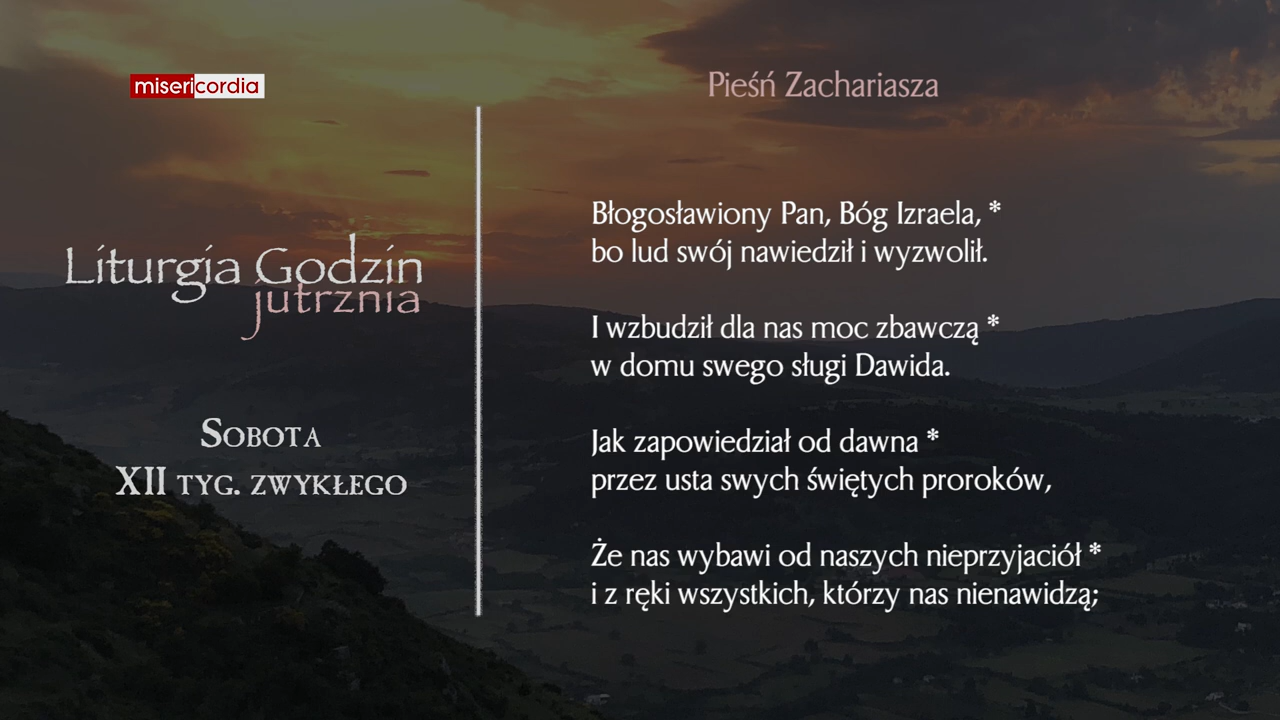 misericordia
Liturgia Godzin
jutrznia
Sobota
XII tyg. zwykłego
Pieśń Zachariasza
Błogosławiony Pan, Bóg Izraela, *
bo lud swój nawiedził i wyzwolił.
I wzbudził dla nas moc zbawczą *
w domu swego sługi Dawida.
Jak zapowiedział od dawna *
przez usta swych świętych proroków,
Że nas wybawi od naszych nieprzyjaciół *
i z ręki wszystkich, którzy nas nienawidzą;